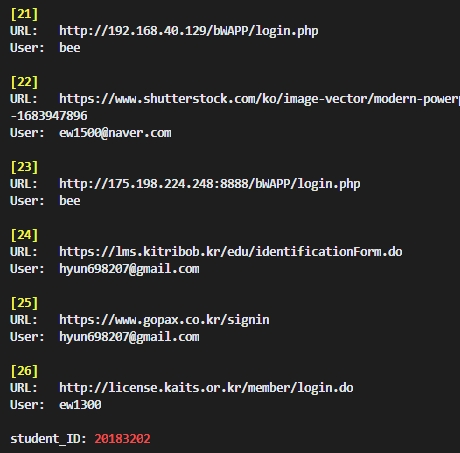 [21]
URL: http://192.168.40.129/bWAPP/login.php
User: bee
[22]
URL: https://www.shutterstock.com/ko/image-vector/modern-powerp
-1683947896
User: ew1500@naver.com
[23]
URL: http://175.198.224.248:8888/bWAPP/login.php
User: bee
[24]
URL: https://lms.kitribob.kr/edu/identificationForm.do
User: hyun698207@gmail.com
[25]
URL: https://www.gopax.co.kr/signin
User: hyun698207@gmail.com
[26]
URL: http://license.kaits.or.kr/member/login.do
User: ew1300
student_ID: 20183202